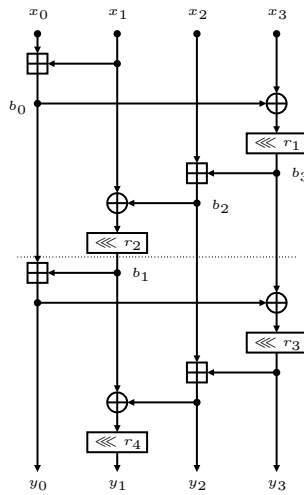 x₀ x₁ x₂ x₃
b₀
⋘ r₁
b₃
b₂
⋘ r₂
b₁
⋘ r₃
⋘ r₄
y₀ y₁ y₂ y₃